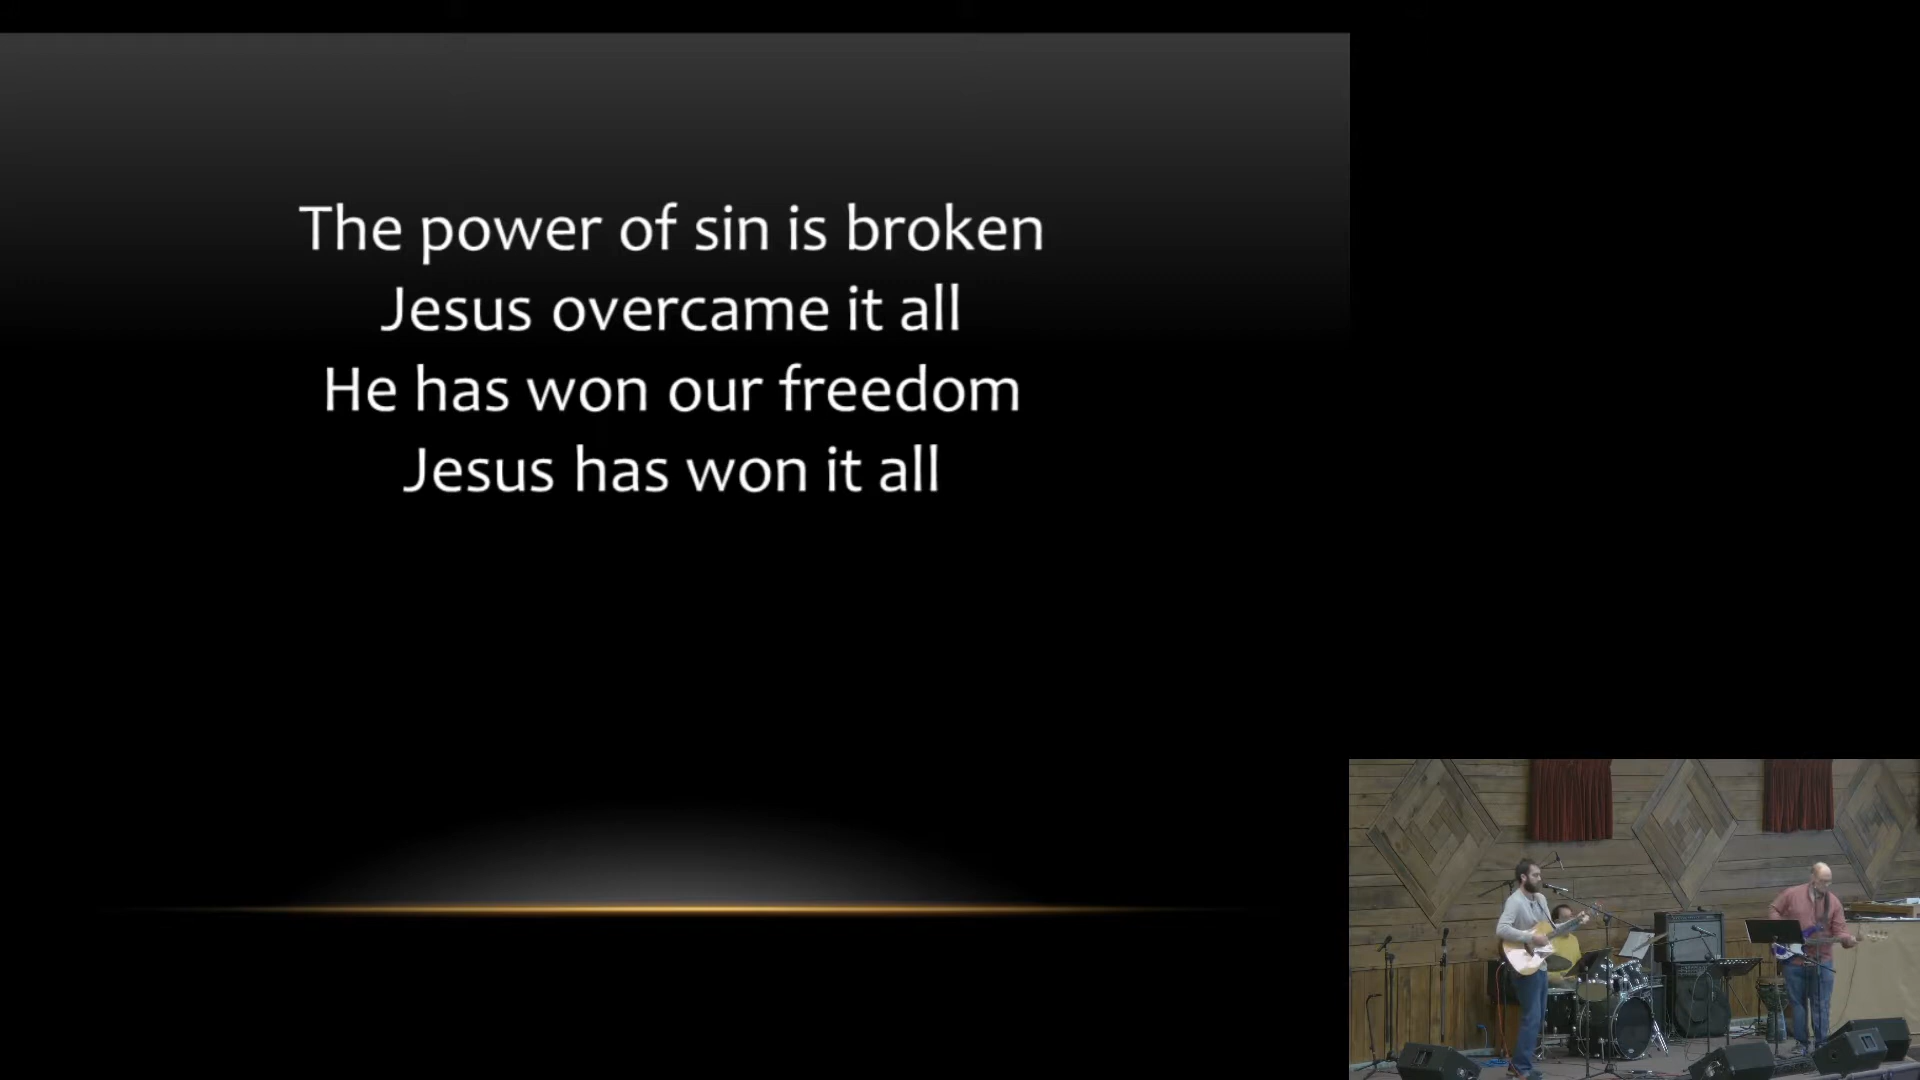 The power of sin is broken
Jesus overcame it all
He has won our freedom
Jesus has won it all